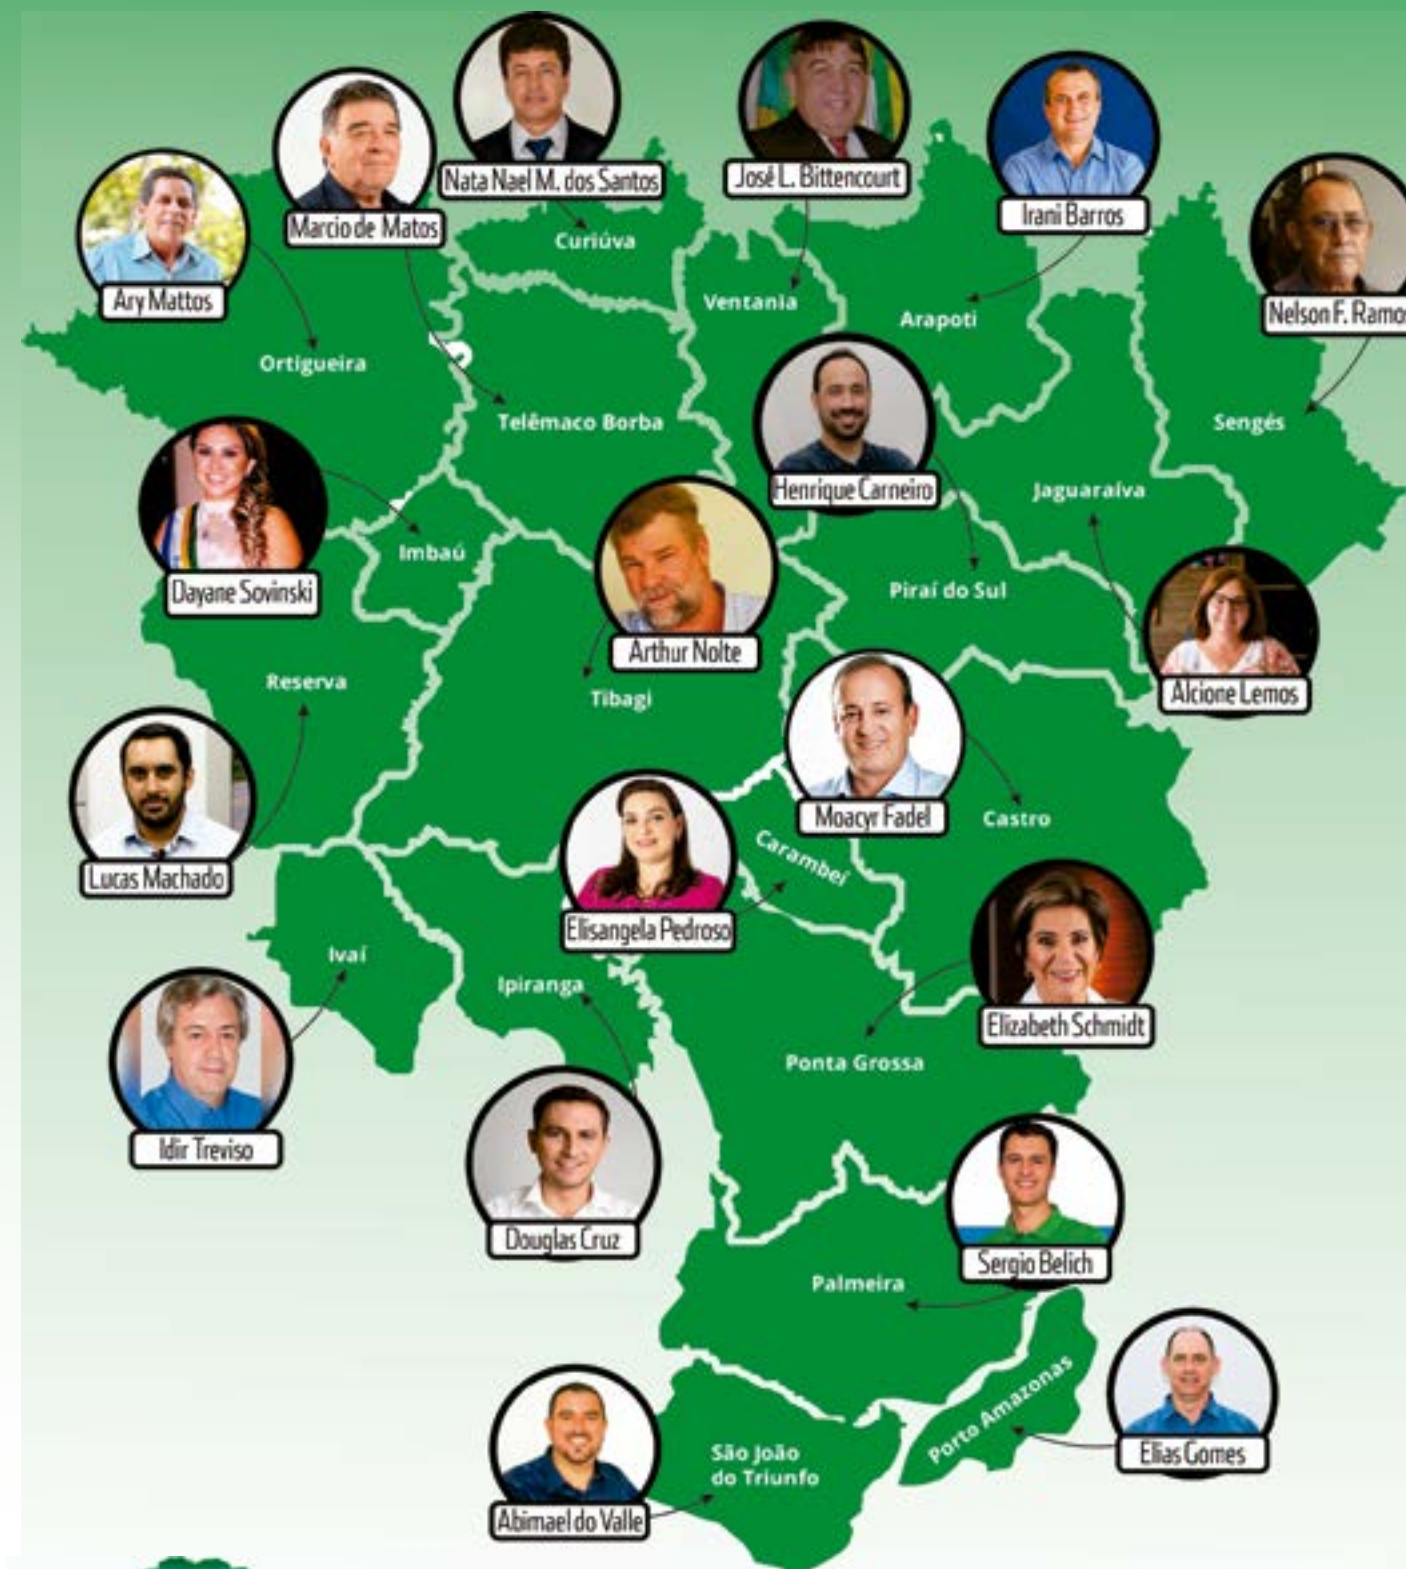 Nata Nael M. dos Santos
José L. Bittencourt
Marcio de Matos
Irani Barros
Curiúva
Ary Mattos
Ventania
Nelson F. Ramos
Arapoti
Ortigueira
Telêmaco Borba
Sengés
Henrique Carneiro
Jaguaraíva
Imbaú
Dayane Sovinski
Piraí do Sul
Arthur Nolte
Reserva
Tibagi
Alcione Lemos
Moacyr Fadel
Castro
Carambeí
Lucas Machado
Elisangela Pedroso
Ivaí
Ipiranga
Elizabeth Schmidt
Ponta Grossa
Idir Treviso
Douglas Cruz
Sergio Belich
Palmeira
Porto Amazonas
Elias Gomes
São João
do Triunfo
Abimael do Valle